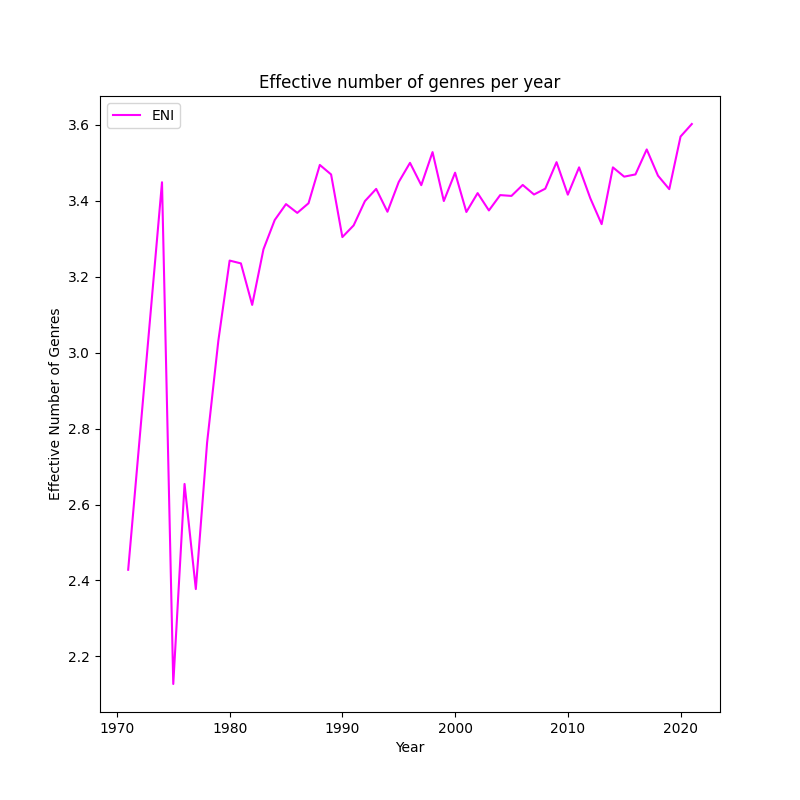 Effective number of genres per year
ENI
3.6
3.4
3.2
3.0
2.8
2.6
2.4
2.2
Effective Number of Genres
1970 1980 1990 2000 2010 2020
Year